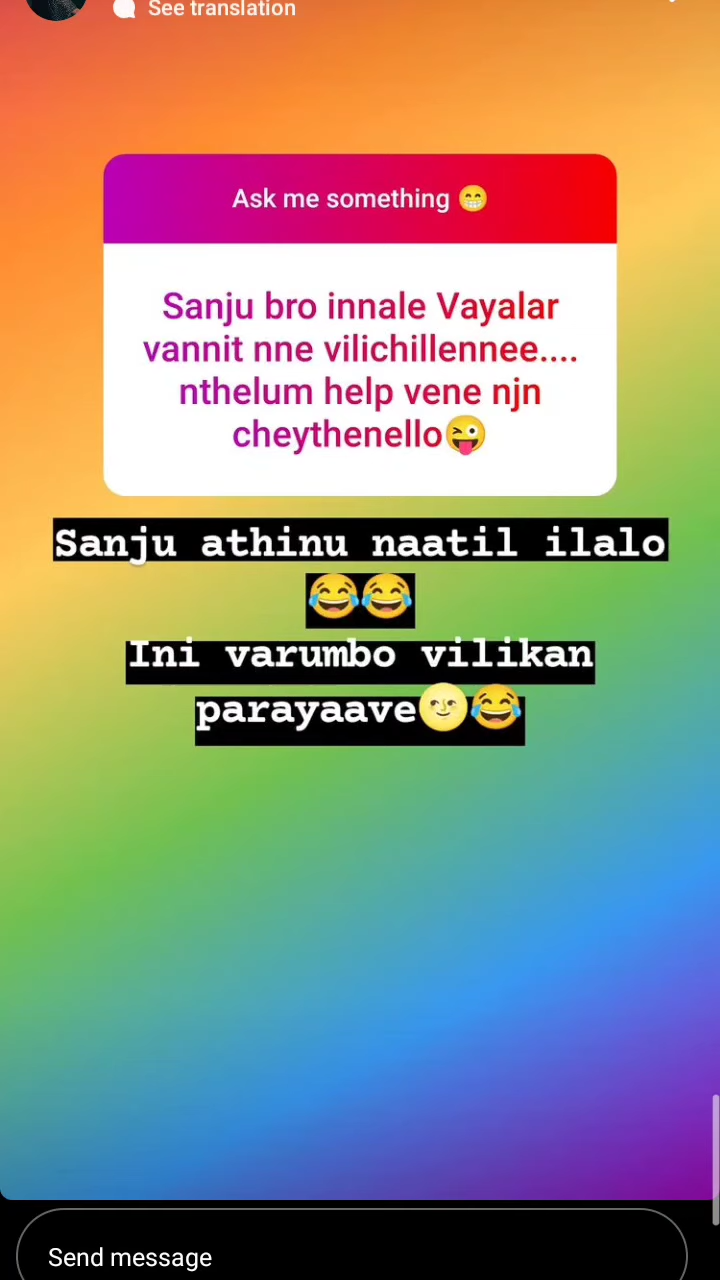 See translation
Ask me something 😁
Sanju bro innale Vayalar
vannit nne vilichillennee....
nthelum help vene njn
cheythenello😜
Sanju athinu naatil ilalo
😂😂
Ini varumbo vilikan
parayaave🌝😂
Send message